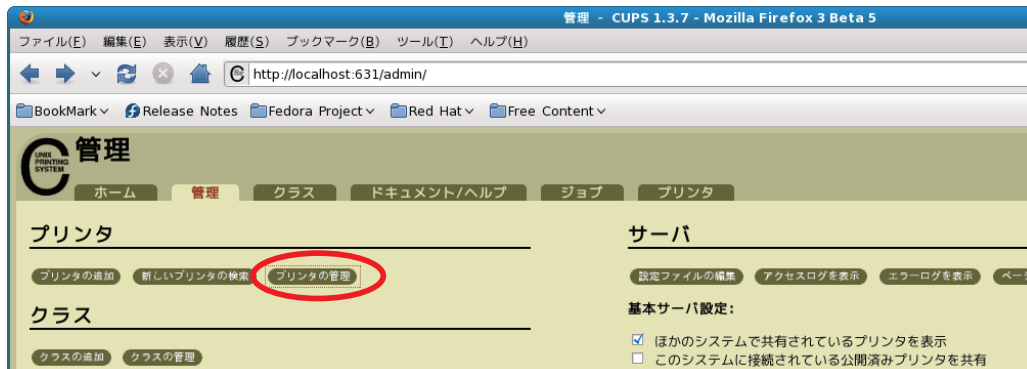 管理 - CUPS 1.3.7 - Mozilla Firefox 3 Beta 5
ファイル(F) 編集(E) 表示(V) 履歴(S) ブックマーク(B) ツール(T) ヘルプ(H)
http://localhost:631/admin/
BookMark Release Notes Fedora Project Red Hat Free Content
UNIX
PRINTING
SYSTEM
管理
ホーム 管理 クラス ドキュメント/ヘルプ ジョブ プリンタ
プリンタ
プリンタの追加 新しいプリンタの検索 プリンタの管理
クラス
クラスの追加 クラスの管理
サーバ
設定ファイルの編集 アクセスログを表示 エラーログを表示 ペー
基本サーバ設定:
ほかのシステムで共有されているプリンタを表示
このシステムに接続されている公開済みプリンタを共有